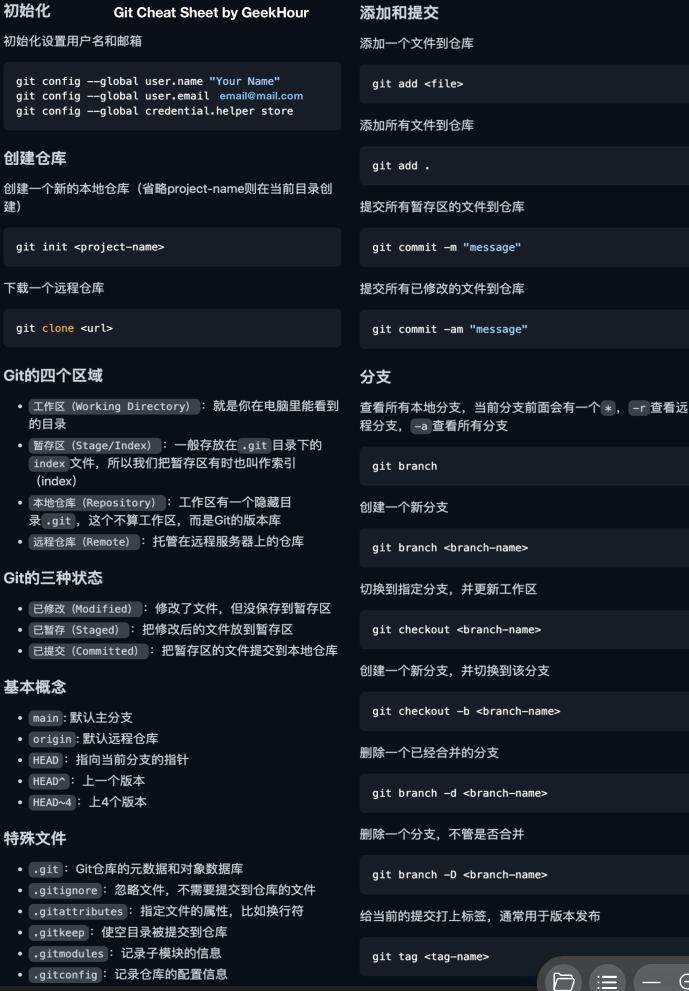 初始化
Git Cheat Sheet by GeekHour
初始化设置用户名和邮箱
git config --global user.name "Your Name"
git config --global user.email email@mail.com
git config --global credential.helper store
创建仓库
创建一个新的本地仓库（省略project-name则在当前目录创
建）
git init <project-name>
下载一个远程仓库
git clone <url>
Git的四个区域
• 工作区（Working Directory）：就是你在电脑里能看到
的目录
• 暂存区（Stage/Index）：一般存放在 .git 目录下的
index 文件，所以我们把暂存区有时也叫作索引
（index）
• 本地仓库（Repository）：工作区有一个隐藏目
录 .git ，这个不算工作区，而是Git的版本库
• 远程仓库（Remote）：托管在远程服务器上的仓库
Git的三种状态
• 已修改（Modified）：修改了文件，但没保存到暂存区
• 已暂存（Staged）：把修改后的文件放到暂存区
• 已提交（Committed）：把暂存区的文件提交到本地仓库
基本概念
• main : 默认主分支
• origin : 默认远程仓库
• HEAD ：指向当前分支的指针
• HEAD^ ：上一个版本
• HEAD~4 ：上4个版本
特殊文件
• .git ：Git仓库的元数据和对象数据库
• .gitignore ：忽略文件，不需要提交到仓库的文件
• .gitattributes ：指定文件的属性，比如换行符
• .gitkeep ：使空目录被提交到仓库
• .gitmodules ：记录子模块的信息
• .gitconfig ：记录仓库的配置信息
添加和提交
添加一个文件到仓库
git add <file>
添加所有文件到仓库
git add .
提交所有暂存区的文件到仓库
git commit -m "message"
提交所有已修改的文件到仓库
git commit -am "message"
分支
查看所有本地分支，当前分支前面会有一个 * ， -r 查看远
程分支， -a 查看所有分支
git branch
创建一个新分支
git branch <branch-name>
切换到指定分支，并更新工作区
git checkout <branch-name>
创建一个新分支，并切换到该分支
git checkout -b <branch-name>
删除一个已经合并的分支
git branch -d <branch-name>
删除一个分支，不管是否合并
git branch -D <branch-name>
给当前的提交打上标签，通常用于版本发布
git tag <tag-name>